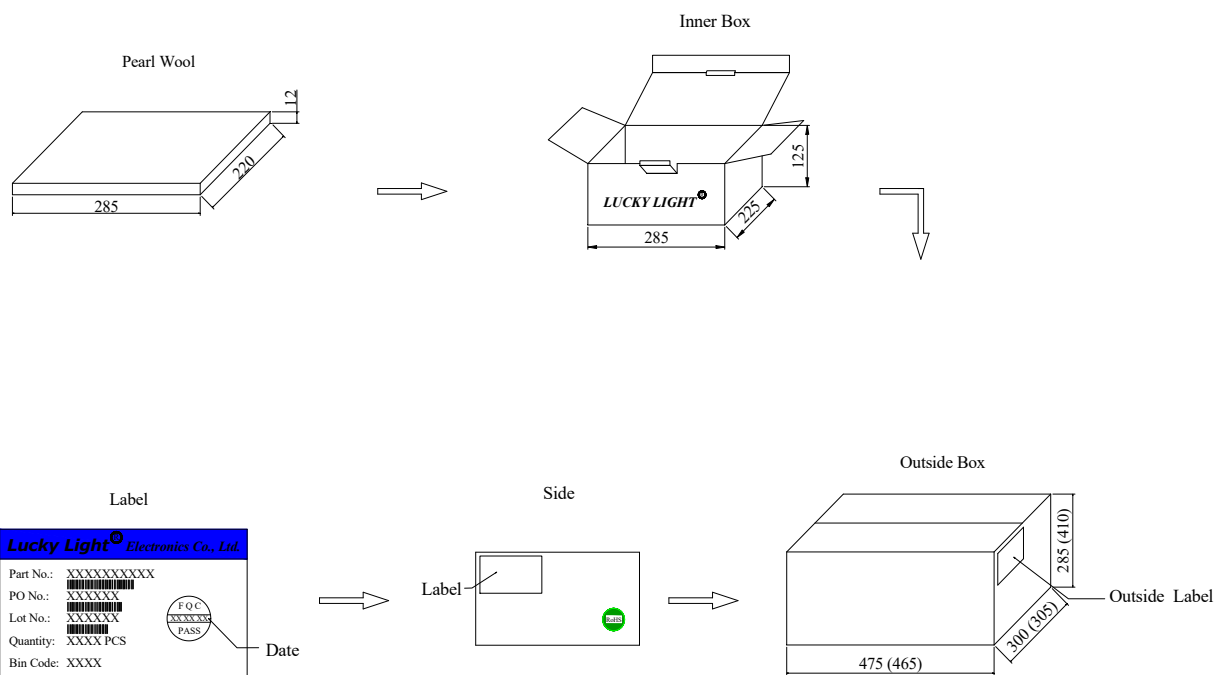 Inner Box
Pearl Wool
12
220
285
125
225
285
LUCKY LIGHT®
Outside Box
Side
Label
Lucky Light® Electronics Co., Ltd.
Part No.: XXXXXXXXXX
PO No.: XXXXXX
Lot No.: XXXXXX
Quantity: XXXX PCS
Bin Code: XXXX
FQC
XXXXXX
PASS
Date
Label
RoHS
285 (410)
300 (305)
475 (465)
Outside Label